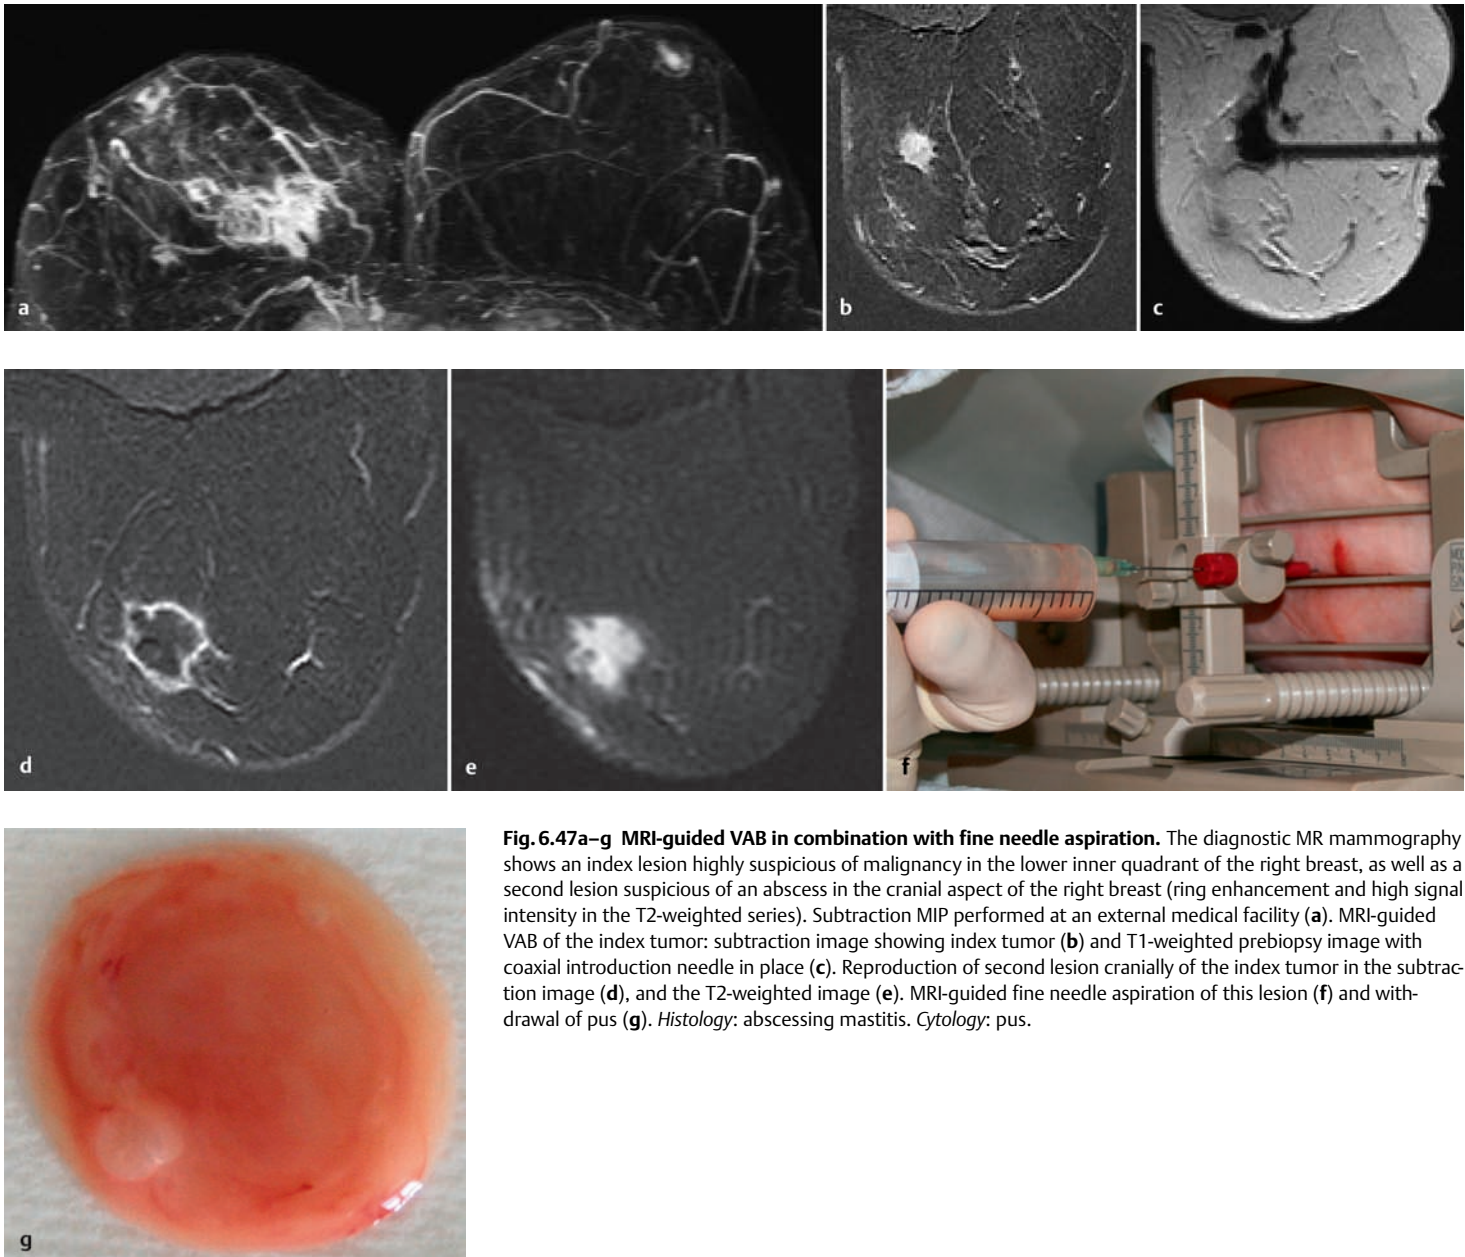 a
b
c
d
e
f
g
Fig. 6.47a–g MRI-guided VAB in combination with fine needle aspiration. The diagnostic MR mammography
shows an index lesion highly suspicious of malignancy in the lower inner quadrant of the right breast, as well as a
second lesion suspicious of an abscess in the cranial aspect of the right breast (ring enhancement and high signal
intensity in the T2-weighted series). Subtraction MIP performed at an external medical facility (a). MRI-guided
VAB of the index tumor: subtraction image showing index tumor (b) and T1-weighted prebiopsy image with
coaxial introduction needle in place (c). Reproduction of second lesion cranially of the index tumor in the subtrac-
tion image (d), and the T2-weighted image (e). MRI-guided fine needle aspiration of this lesion (f) and with-
drawal of pus (g). Histology: abscessing mastitis. Cytology: pus.